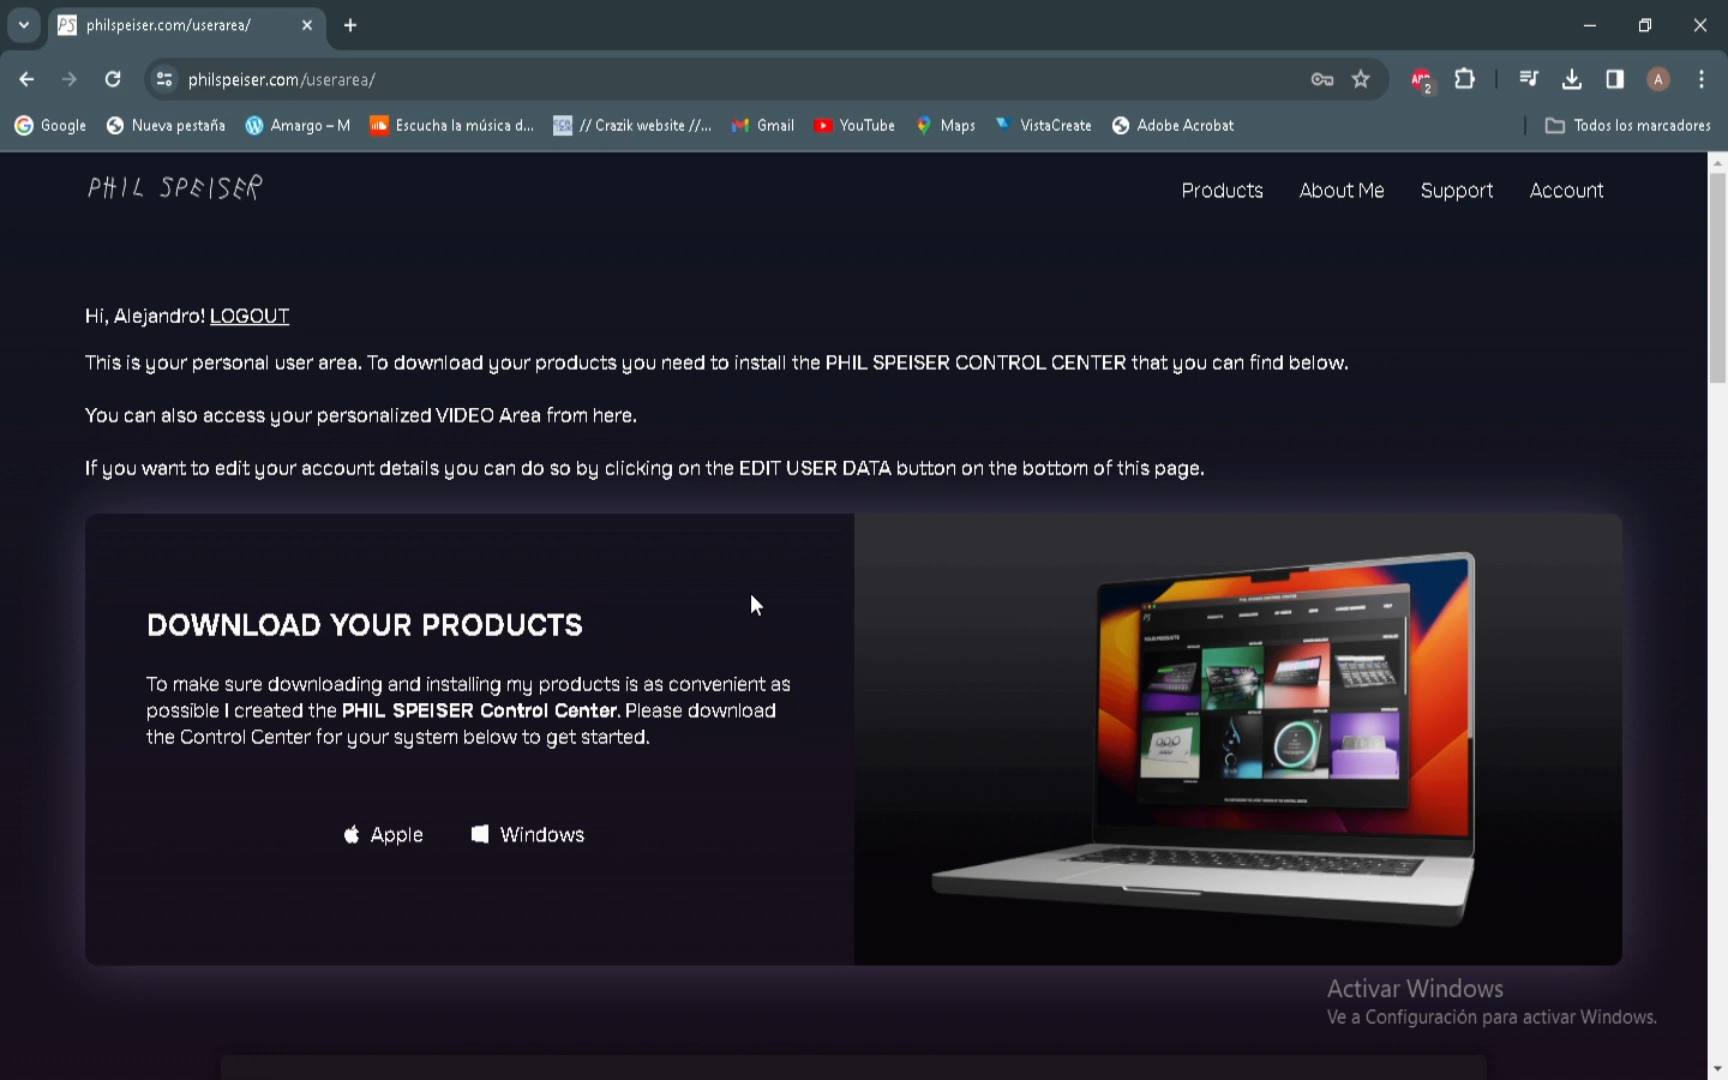 philspeiser.com/userarea/
philspeiser.com/userarea/
2
A
Google
Nueva pestaña
Amargo – M
Escucha la música d...
// Crazik website //...
Gmail
YouTube
Maps
VistaCreate
Adobe Acrobat
Todos los marcadores
PHIL SPEISER
Products
About Me
Support
Account
Hi, Alejandro! LOGOUT
This is your personal user area. To download your products you need to install the PHIL SPEISER CONTROL CENTER that you can find below.
You can also access your personalized VIDEO Area from here.
If you want to edit your account details you can do so by clicking on the EDIT USER DATA button on the bottom of this page.
DOWNLOAD YOUR PRODUCTS
To make sure downloading and installing my products is as convenient as
possible I created the PHIL SPEISER Control Center. Please download
the Control Center for your system below to get started.
Apple
Windows
Activar Windows
Ve a Configuración para activar Windows.